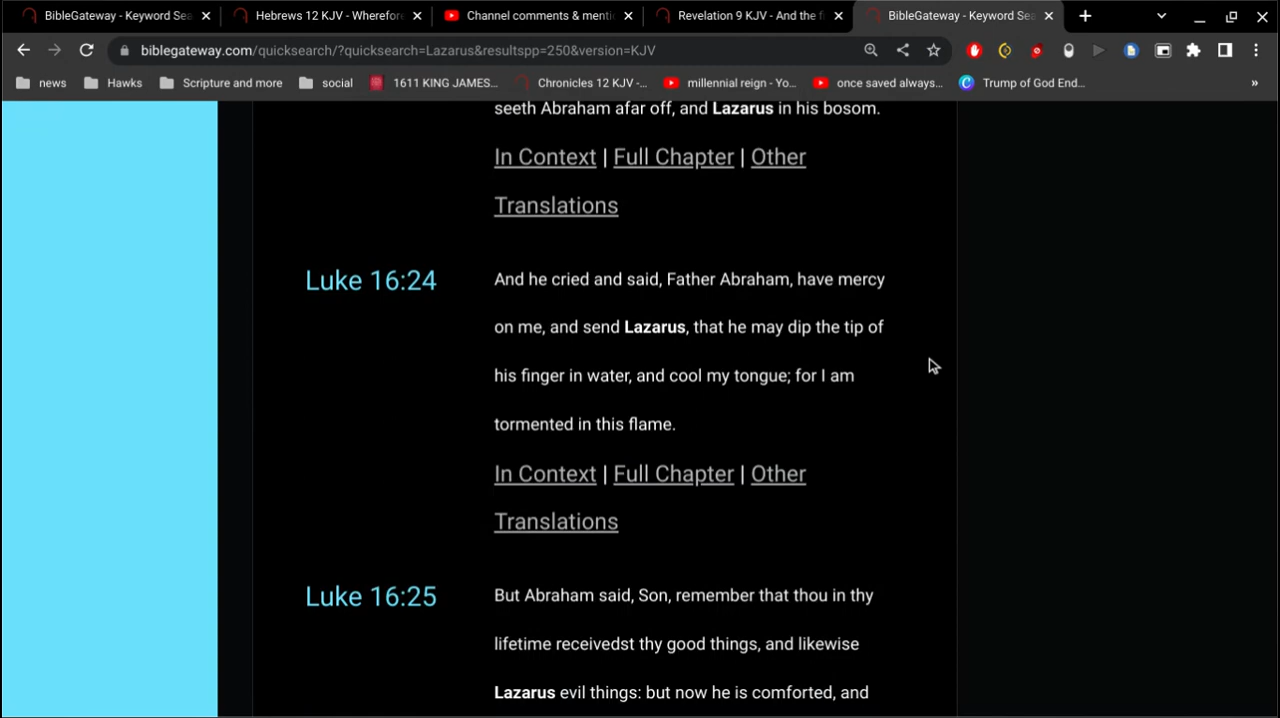 BibleGateway - Keyword Sea
Hebrews 12 KJV - Wherefore
Channel comments & menti
Revelation 9 KJV - And the f
BibleGateway - Keyword Sea
biblegateway.com/quicksearch/?quicksearch=Lazarus&resultspp=250&version=KJV
news
Hawks
Scripture and more
social
1611 KING JAMES...
Chronicles 12 KJV -...
millennial reign - Yo...
once saved always...
Trump of God End...
»
seeth Abraham afar off, and Lazarus in his bosom.
In Context | Full Chapter | Other
Translations
Luke 16:24
And he cried and said, Father Abraham, have mercy
on me, and send Lazarus, that he may dip the tip of
his finger in water, and cool my tongue; for I am
tormented in this flame.
In Context | Full Chapter | Other
Translations
Luke 16:25
But Abraham said, Son, remember that thou in thy
lifetime receivedst thy good things, and likewise
Lazarus evil things: but now he is comforted, and